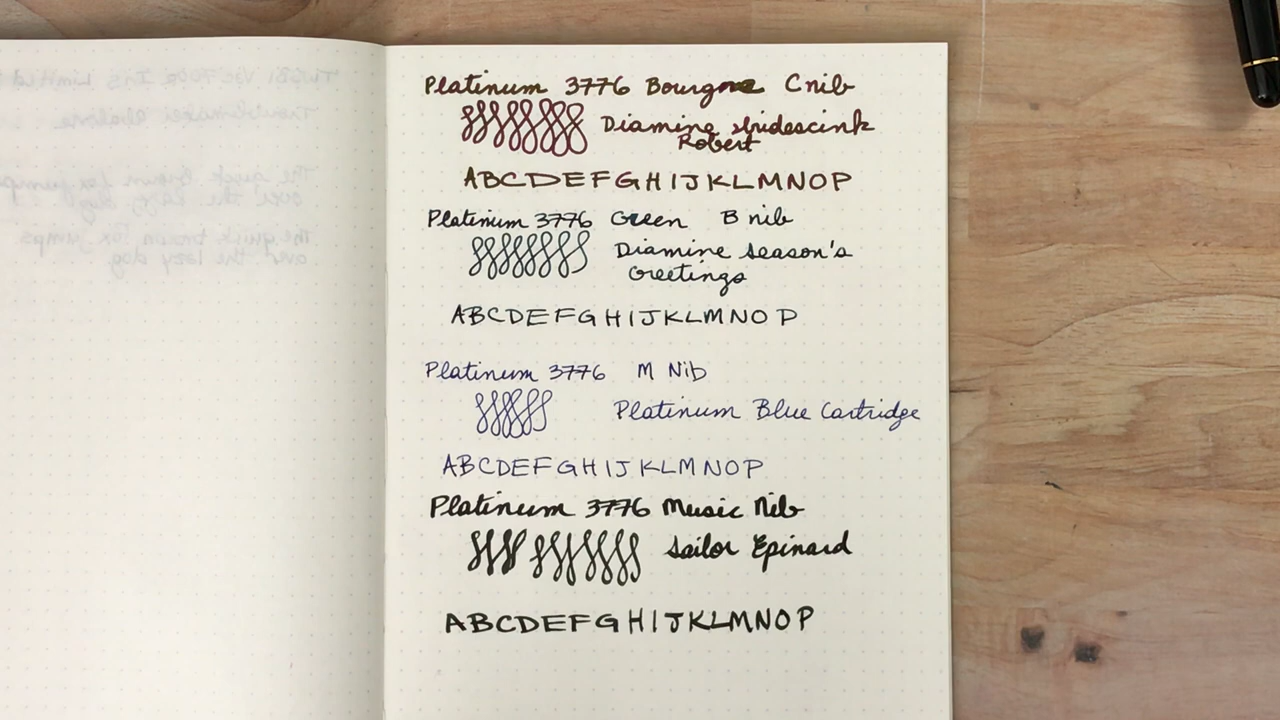 Platinum 3776 Bourgne C nib
Diamine Iridescink
Robert
ABCDEFGHIJKLMNOP
Platinum 3776 Green B nib
Diamine Season's
Greetings
ABCDEFGHIJKLMNOP
Platinum 3776 M Nib
Platinum Blue Cartridge
ABCDEFGHIJKLMNOP
Platinum 3776 Music Nib
Sailor Epinard
ABCDEFGHIJKLMNOP